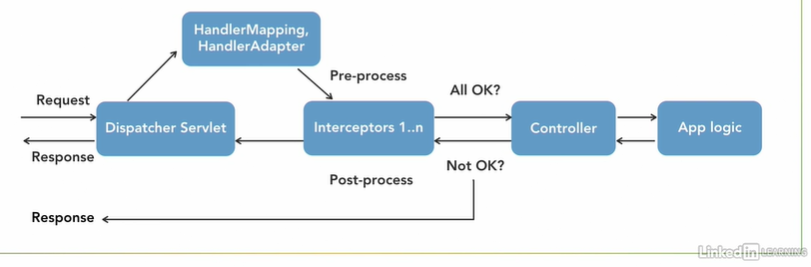 HandlerMapping,
HandlerAdapter
Pre-process
All OK?
Request
Dispatcher Servlet
Interceptors 1..n
Controller
App logic
Response
Post-process
Not OK?
Response
Linked in LEARNING